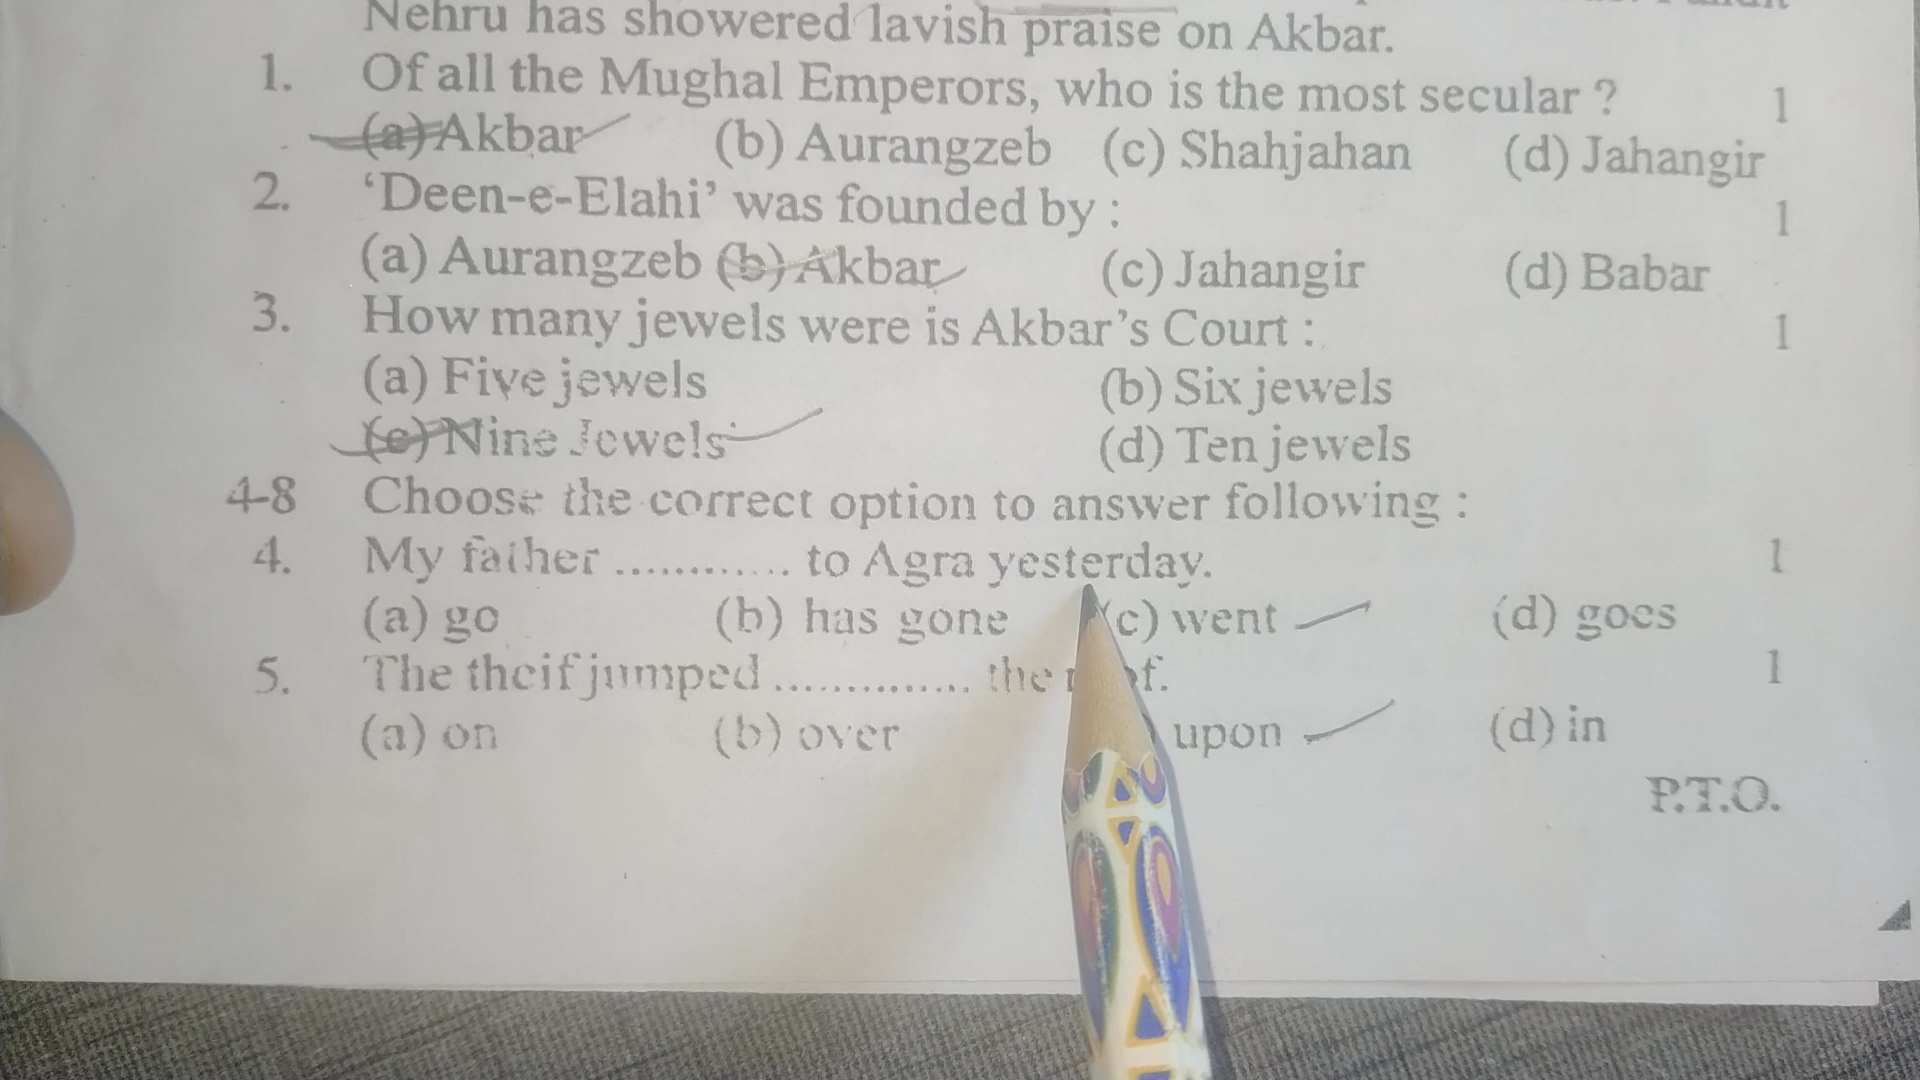 Nehru has showered lavish praise on Akbar.
1. Of all the Mughal Emperors, who is the most secular ? 1
(a) Akbar (b) Aurangzeb (c) Shahjahan (d) Jahangir
2. ‘Deen-e-Elahi’ was founded by : 1
(a) Aurangzeb (b) Akbar (c) Jahangir (d) Babar
3. How many jewels were is Akbar’s Court : 1
(a) Five jewels (b) Six jewels
(c) Nine Jewels (d) Ten jewels
4-8 Choose the correct option to answer following :
4. My father ............ to Agra yesterday. 1
(a) go (b) has gone (c) went (d) goes
5. The theif jumped .............. the 1
(a) on (b) over upon (d) in
P.T.O.